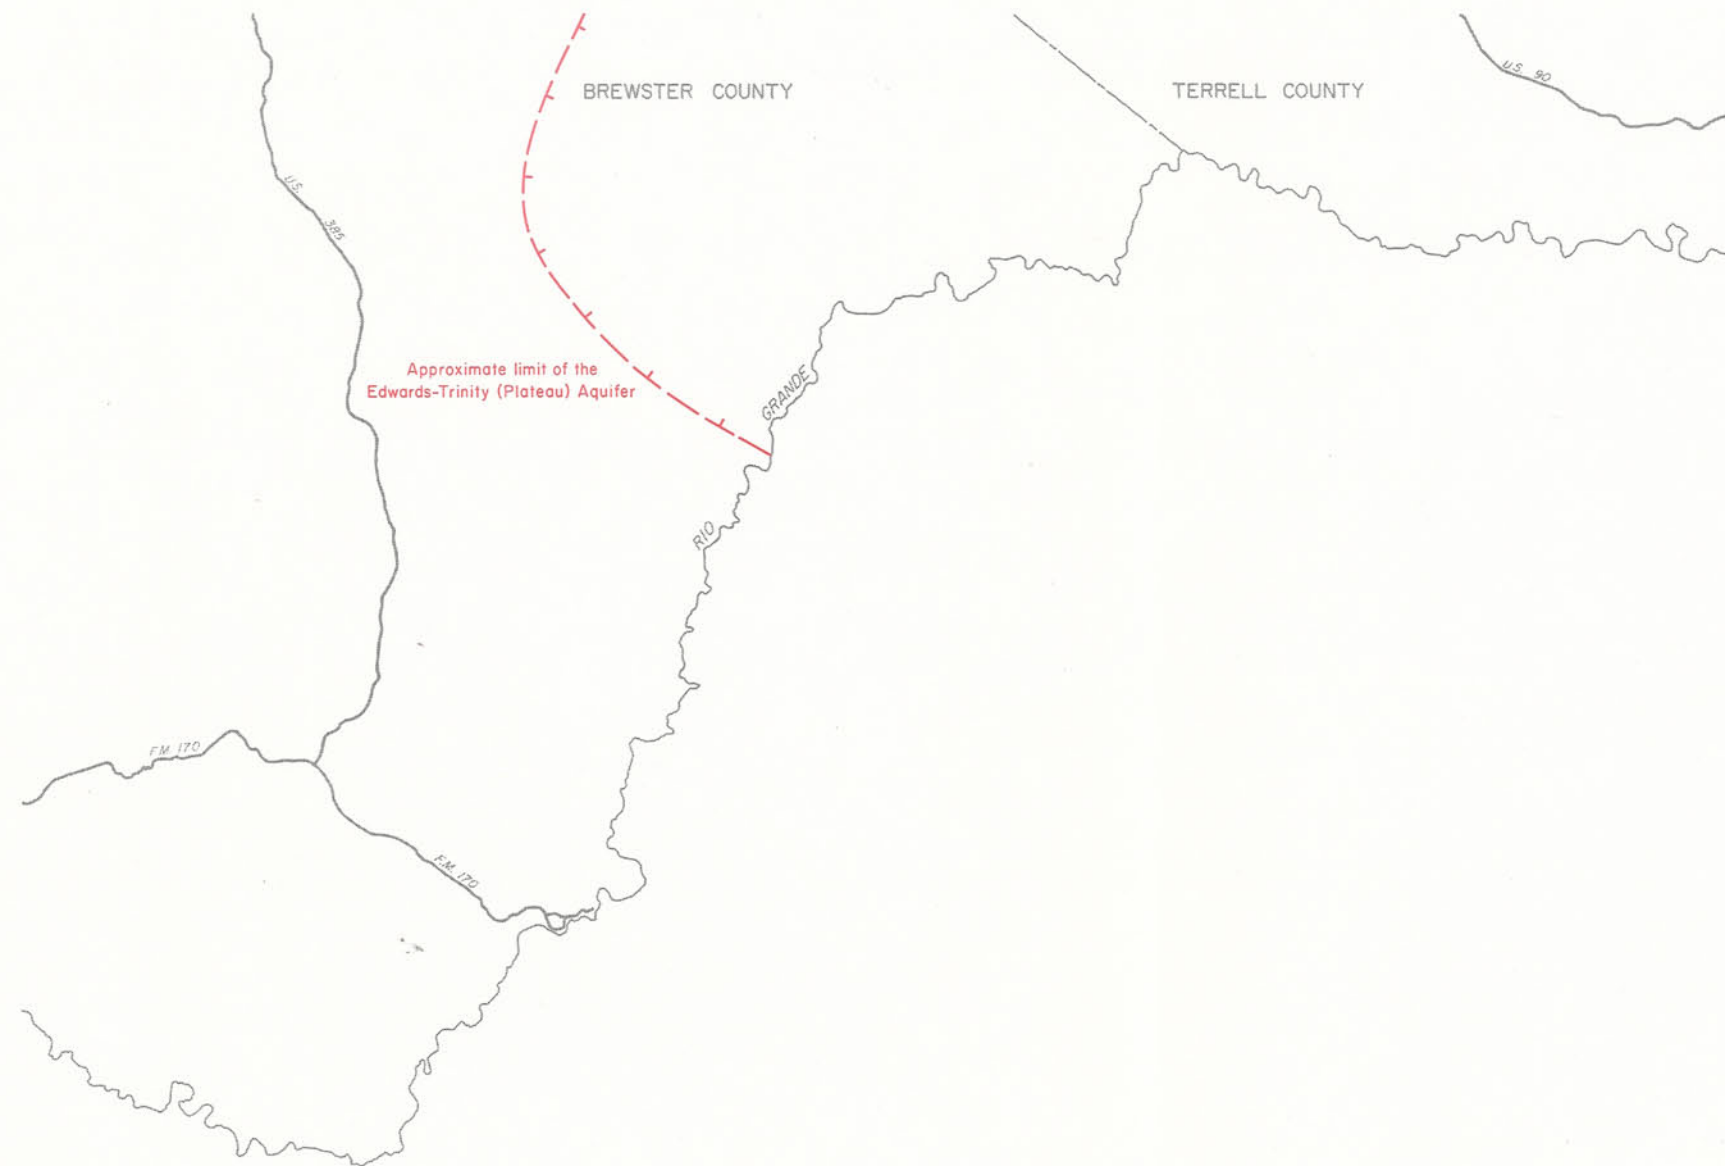 BREWSTER COUNTY
TERRELL COUNTY
U.S. 90
U.S. 385
Approximate limit of the
Edwards-Trinity (Plateau) Aquifer
RIO GRANDE
F.M. 170
F.M. 170